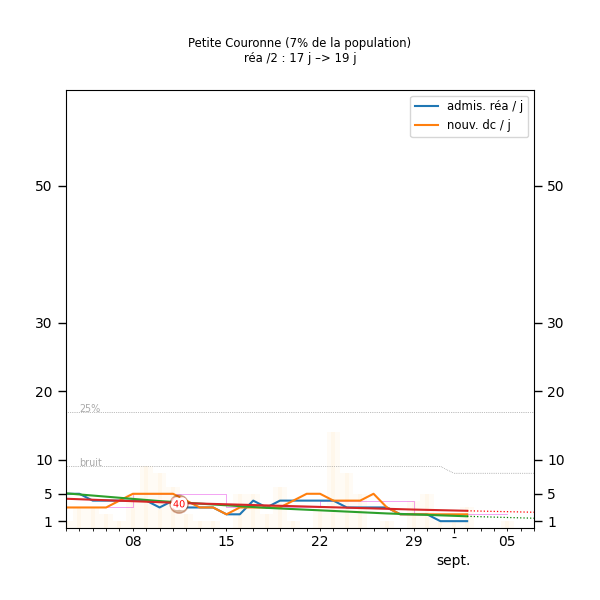 Petite Couronne (7% de la population)
réa /2 : 17 j –> 19 j
admis. réa / j
nouv. dc / j
50 50
30 30
20 20
25%
10 10
bruit
5 5
40
1 1
08 15 22 29 - 05
sept.